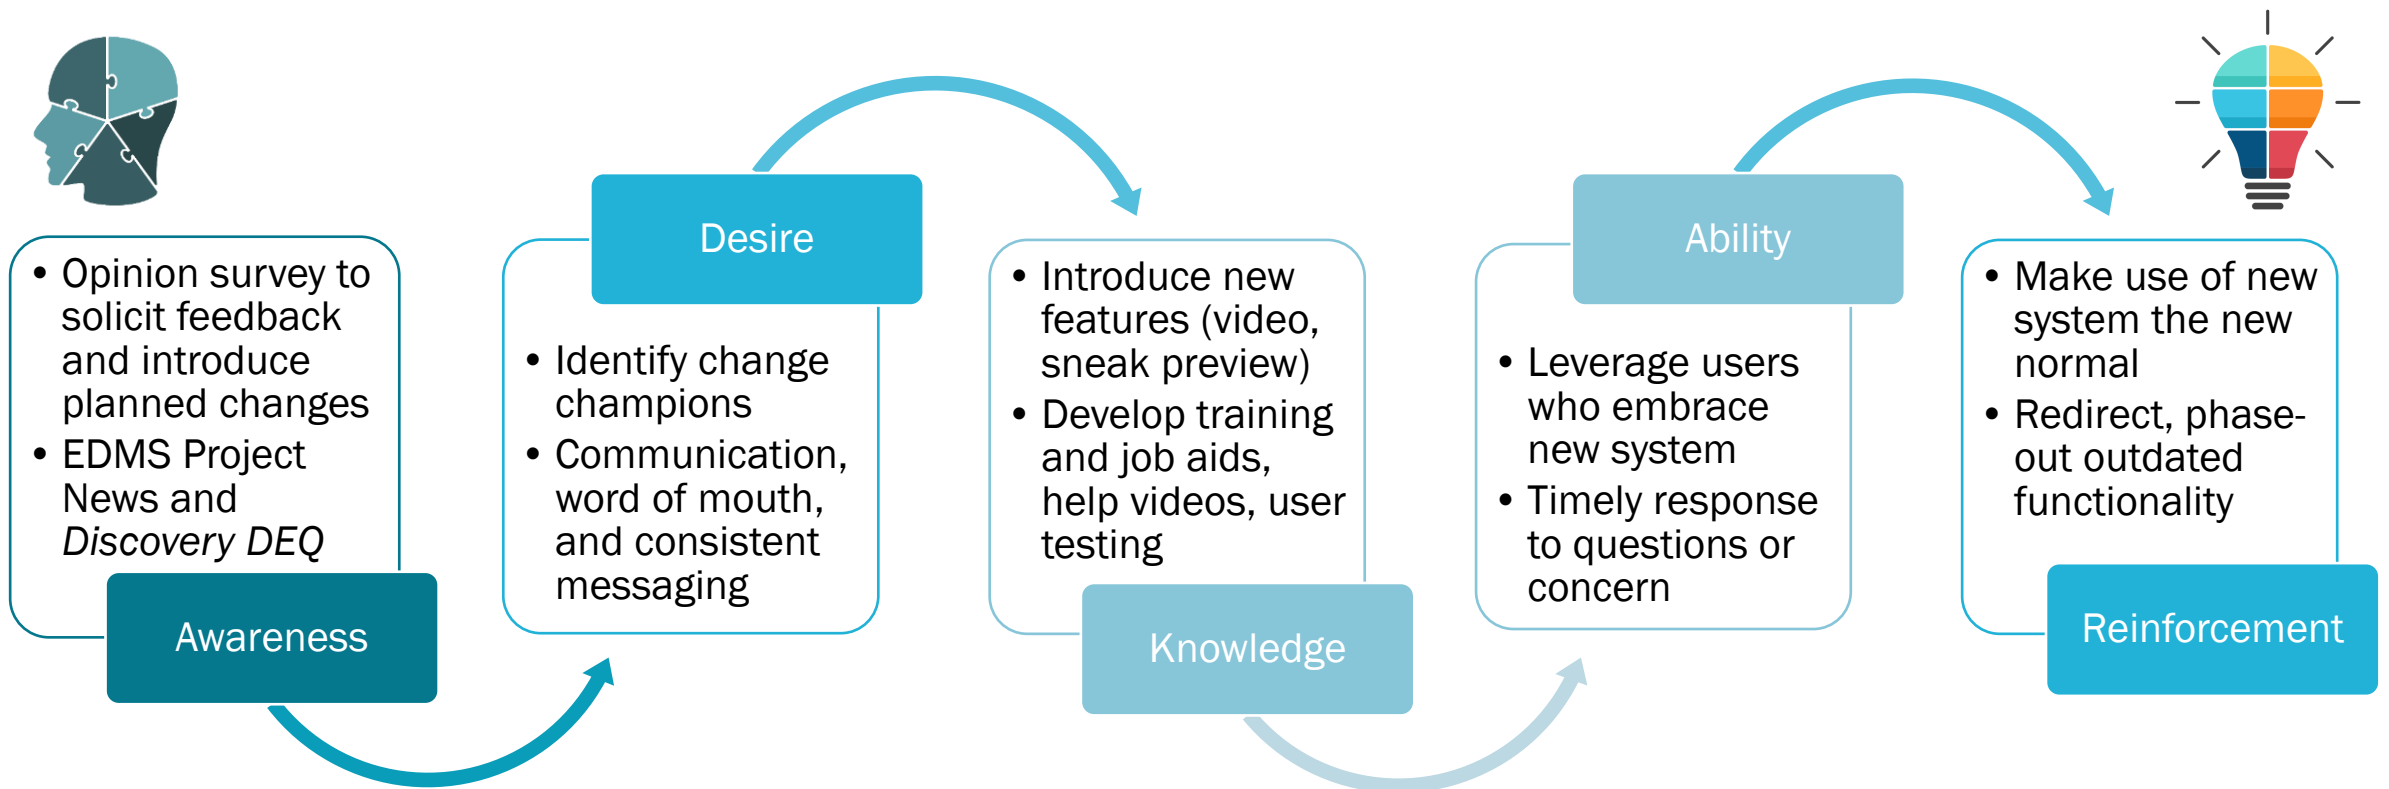 • Opinion survey to
solicit feedback
and introduce
planned changes
• EDMS Project
News and
Discovery DEQ
Awareness
Desire
• Identify change
champions
• Communication,
word of mouth,
and consistent
messaging
• Introduce new
features (video,
sneak preview)
• Develop training
and job aids,
help videos, user
testing
Knowledge
Ability
• Leverage users
who embrace
new system
• Timely response
to questions or
concern
• Make use of new
system the new
normal
• Redirect, phase-
out outdated
functionality
Reinforcement